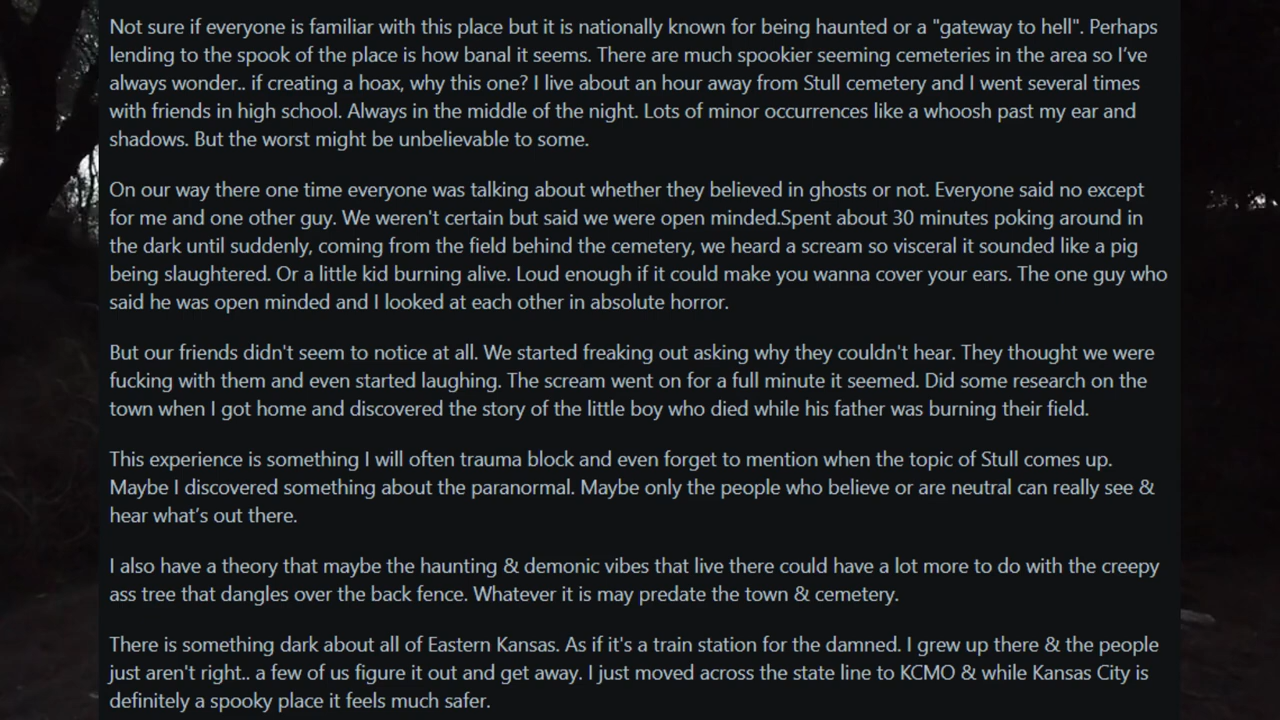 Not sure if everyone is familiar with this place but it is nationally known for being haunted or a "gateway to hell". Perhaps
lending to the spook of the place is how banal it seems. There are much spookier seeming cemeteries in the area so I've
always wonder.. if creating a hoax, why this one? I live about an hour away from Stull cemetery and I went several times
with friends in high school. Always in the middle of the night. Lots of minor occurrences like a whoosh past my ear and
shadows. But the worst might be unbelievable to some.
On our way there one time everyone was talking about whether they believed in ghosts or not. Everyone said no except
for me and one other guy. We weren't certain but said we were open minded.Spent about 30 minutes poking around in
the dark until suddenly, coming from the field behind the cemetery, we heard a scream so visceral it sounded like a pig
being slaughtered. Or a little kid burning alive. Loud enough if it could make you wanna cover your ears. The one guy who
said he was open minded and I looked at each other in absolute horror.
But our friends didn't seem to notice at all. We started freaking out asking why they couldn't hear. They thought we were
fucking with them and even started laughing. The scream went on for a full minute it seemed. Did some research on the
town when I got home and discovered the story of the little boy who died while his father was burning their field.
This experience is something I will often trauma block and even forget to mention when the topic of Stull comes up.
Maybe I discovered something about the paranormal. Maybe only the people who believe or are neutral can really see &
hear what's out there.
I also have a theory that maybe the haunting & demonic vibes that live there could have a lot more to do with the creepy
ass tree that dangles over the back fence. Whatever it is may predate the town & cemetery.
There is something dark about all of Eastern Kansas. As if it's a train station for the damned. I grew up there & the people
just aren't right.. a few of us figure it out and get away. I just moved across the state line to KCMO & while Kansas City is
definitely a spooky place it feels much safer.